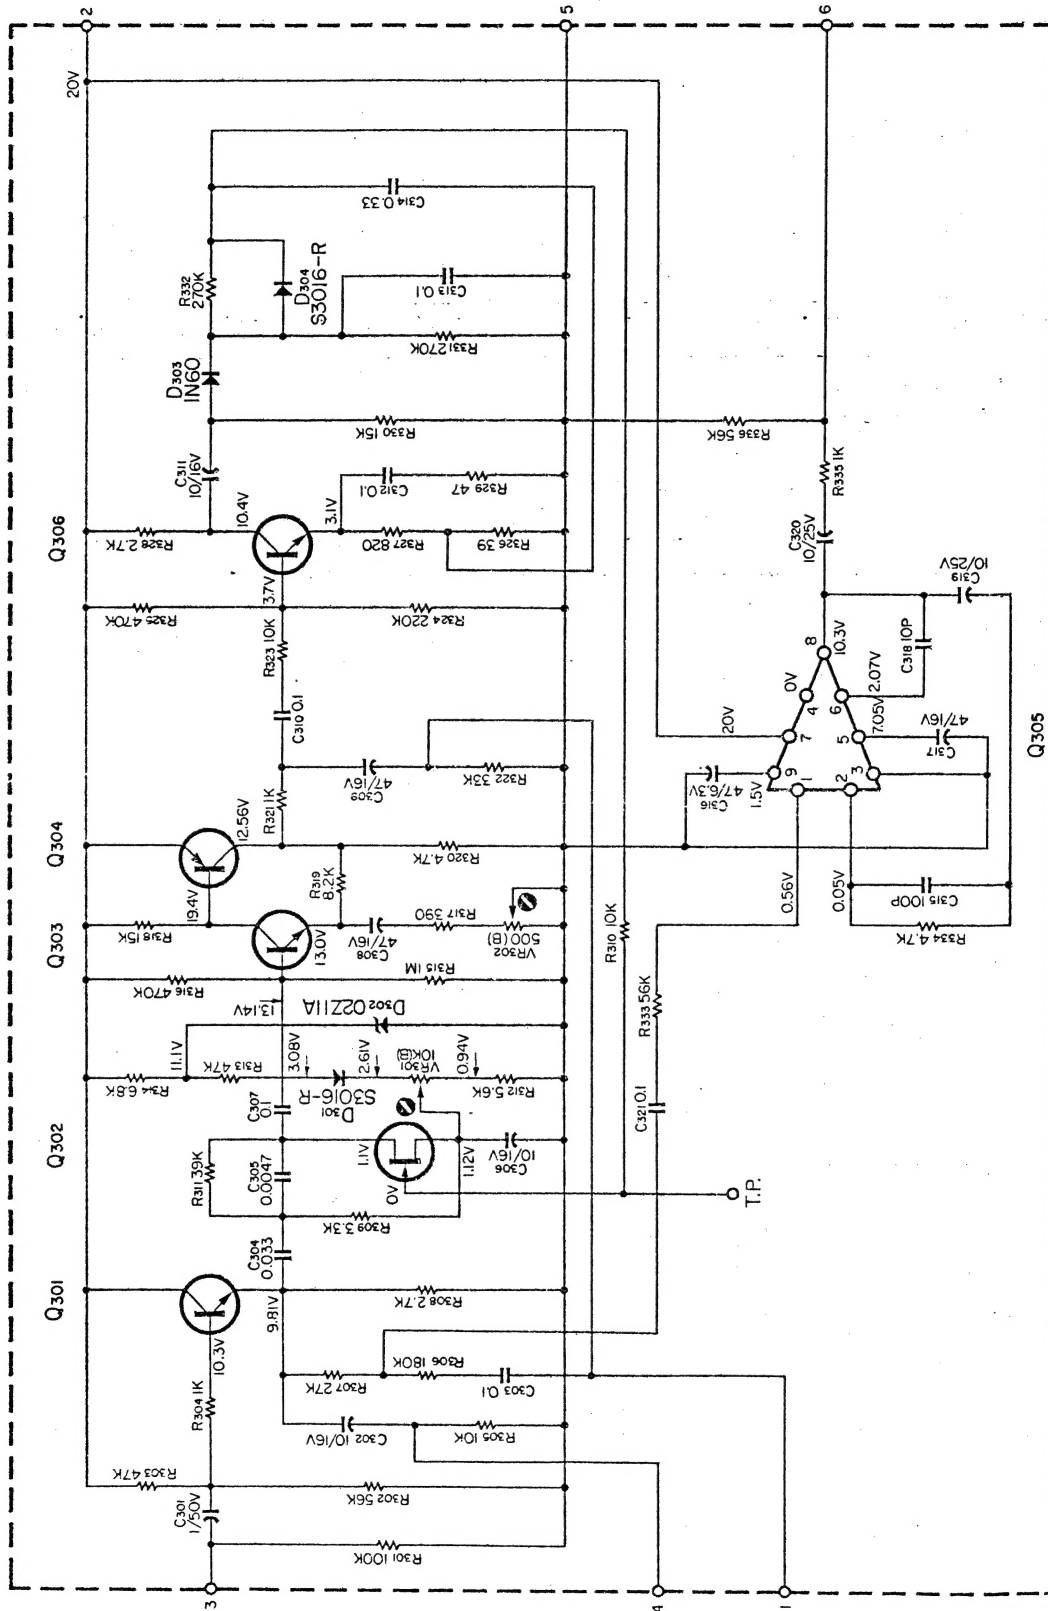 2
20V
5
6
Q306
Q304
Q303
Q302
Q301
Q305
R332
270K
D304
S3016-R
C314 0.33
C313 0.1
R331 270K
D303
1N60
R330 15K
R336 56K
C311
10/16V
C312 0.1
R329 47
10.4V
3.1V
3.7V
R328 2.7K
R327 820
R326 39
R325 470K
R324 220K
R323 10K
C310 0.1
R335 1K
C320
10/25V
C319
10/25V
C318 10P
8
10.3V
0V
4
6
2.07V
7
5
7.05V
20V
9
3
1
2
47/16V
C317
C316
47/6.3V
1.5V
0.56V
0.05V
C315 100P
R334 4.7K
C309
47/16V
R322 33K
R321 1K
12.56V
R320 4.7K
R319
8.2K
19.4V
13.0V
R318 15K
C308
47/16V
R317 390
VR302
500(B)
R316 470K
R315 1M
13.14V
D302 02Z11A
11.1V
R314 6.8K
R313 47K
3.08V
D301
S3016-R
2.61V
VR301
10K(B)
0.94V
R312 5.6K
C307
0.1
R310 10K
R333 56K
C321 0.1
R311 39K
C305
0.0047
1.1V
0V
1.12V
C306
10/16V
R309 3.3K
T.P.
C304
0.033
9.81V
R308 2.7K
10.3V
R307 27K
R306 180K
C303 0.1
R304 1K
C302 10/16V
R305 10K
R303 47K
R302 56K
C301
1/50V
R301 100K
3
4
1